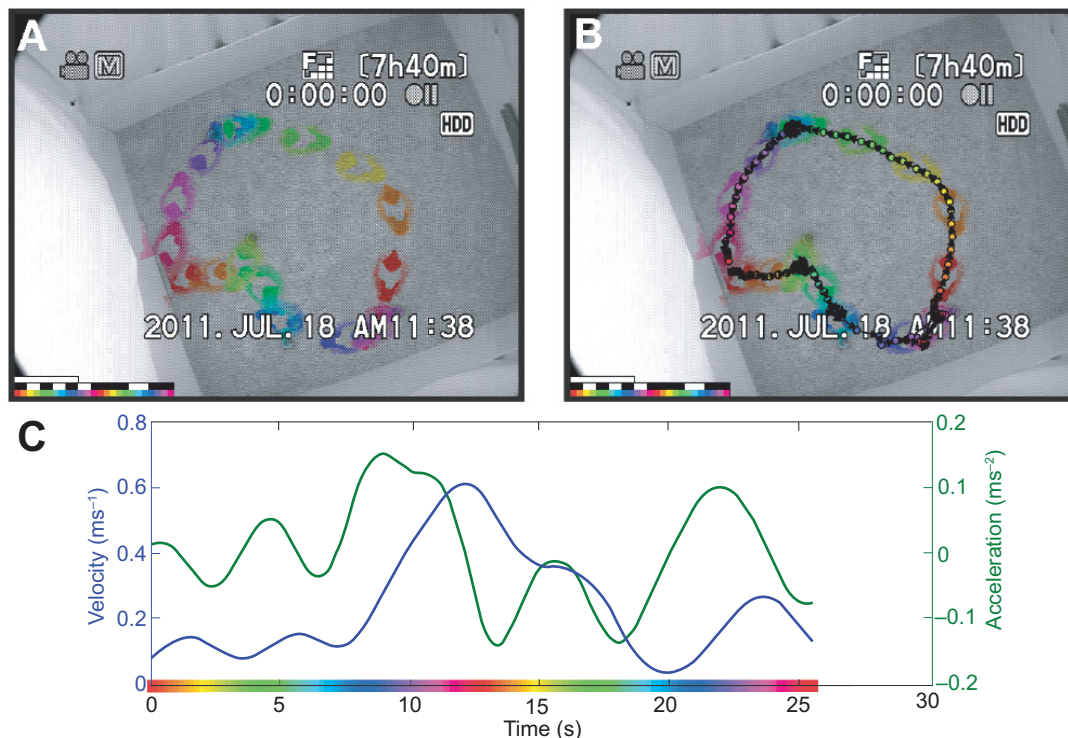 A
M F [7h40m]
0:00:00
HDD
2011. JUL. 18 AM11:38
B
M F [7h40m]
0:00:00
HDD
2011. JUL. 18 AM11:38
C
Velocity (ms⁻¹)
0.8
0.6
0.4
0.2
0
Acceleration (ms⁻²)
0.2
0.1
0
–0.1
–0.2
0 5 10 15 20 25 30
Time (s)